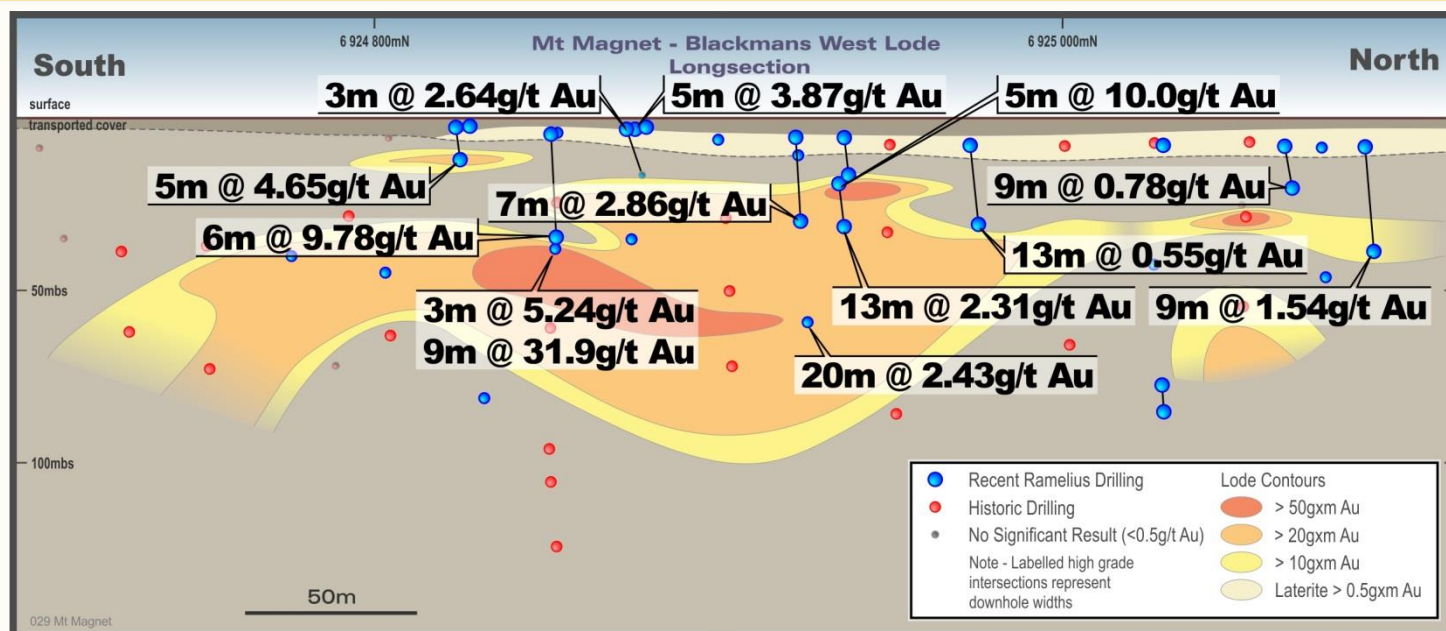 6 924 800mN
Mt Magnet - Blackmans West Lode
Longsection
6 925 000mN
South
North
surface
transported cover
3m @ 2.64g/t Au
5m @ 3.87g/t Au
5m @ 10.0g/t Au
5m @ 4.65g/t Au
7m @ 2.86g/t Au
9m @ 0.78g/t Au
6m @ 9.78g/t Au
13m @ 0.55g/t Au
50mbs
3m @ 5.24g/t Au
9m @ 31.9g/t Au
13m @ 2.31g/t Au
9m @ 1.54g/t Au
20m @ 2.43g/t Au
100mbs
Recent Ramelius Drilling
Historic Drilling
No Significant Result (<0.5g/t Au)
Note - Labelled high grade
intersections represent
downhole widths
Lode Contours
> 50gxm Au
> 20gxm Au
> 10gxm Au
Laterite > 0.5gxm Au
50m
029 Mt Magnet